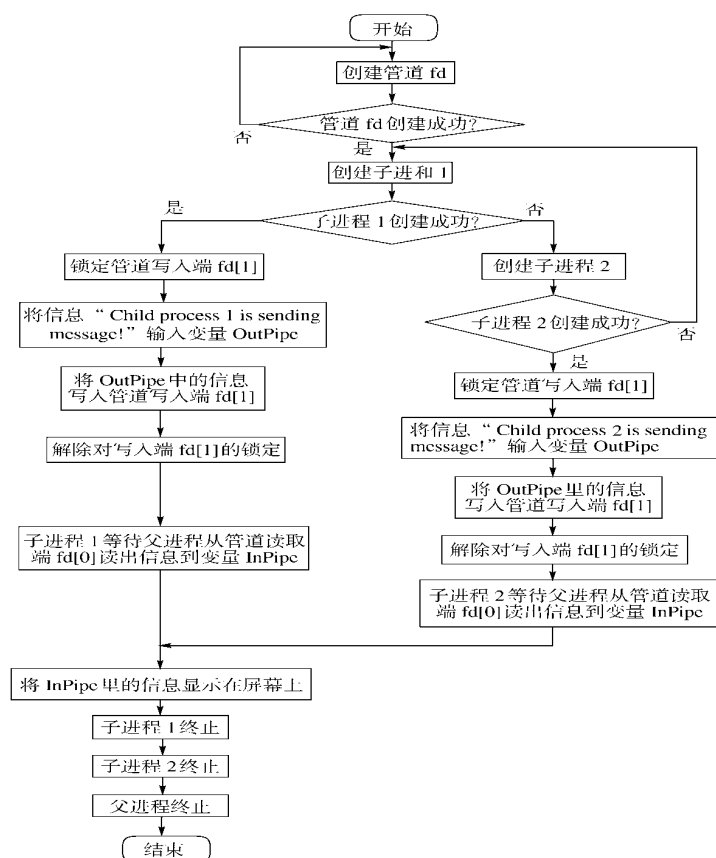 开始
创建管道 fd
管道 fd 创建成功?
否
是
创建子进和 1
子进程 1 创建成功?
是
否
锁定管道写入端 fd[1]
将信息“ Child process 1 is sending
mcssage!”输入变量 OutPipc
将 OutPipe 中的信息
写入管道写入端 fd[1]
解除对写入端 fd[1]的锁定
子进程 1 等待父进程从管道读取
端 fd[0]读出信息到变量 InPipc
创建子进程 2
子进程 2 创建成功?
否
是
锁定管道写入端 fd[1]
将信息“ Child process 2 is sending
mcssage!”输入变量 OutPipc
将 OutPipe 里的信息
写入管道写入端 fd[1]
解除对写入端 fd[1]的锁定
子进程 2 等待父进程从管道读取
端 fd[0]读出信息到变量 InPipc
将 InPipc 里的信息显示在屏幕上
子进程 1 终止
子进程 2 终止
父进程终止
结束